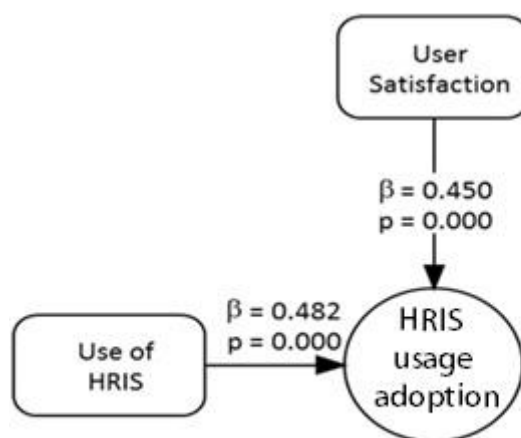 User
Satisfaction
β = 0.450
p = 0.000
β = 0.482
p = 0.000
Use of
HRIS
HRIS
usage
adoption